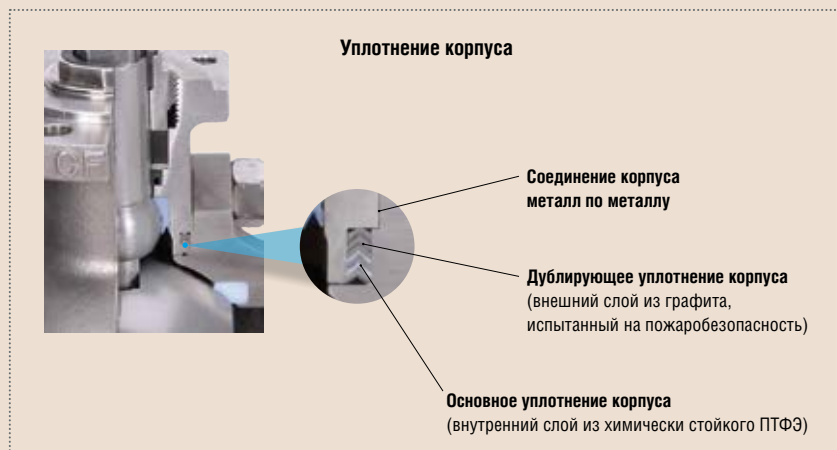 Уплотнение корпуса
CF
Соединение корпуса
металл по металлу
Дублирующее уплотнение корпуса
(внешний слой из графита,
испытанный на пожаробезопасность)
Основное уплотнение корпуса
(внутренний слой из химически стойкого ПТФЭ)